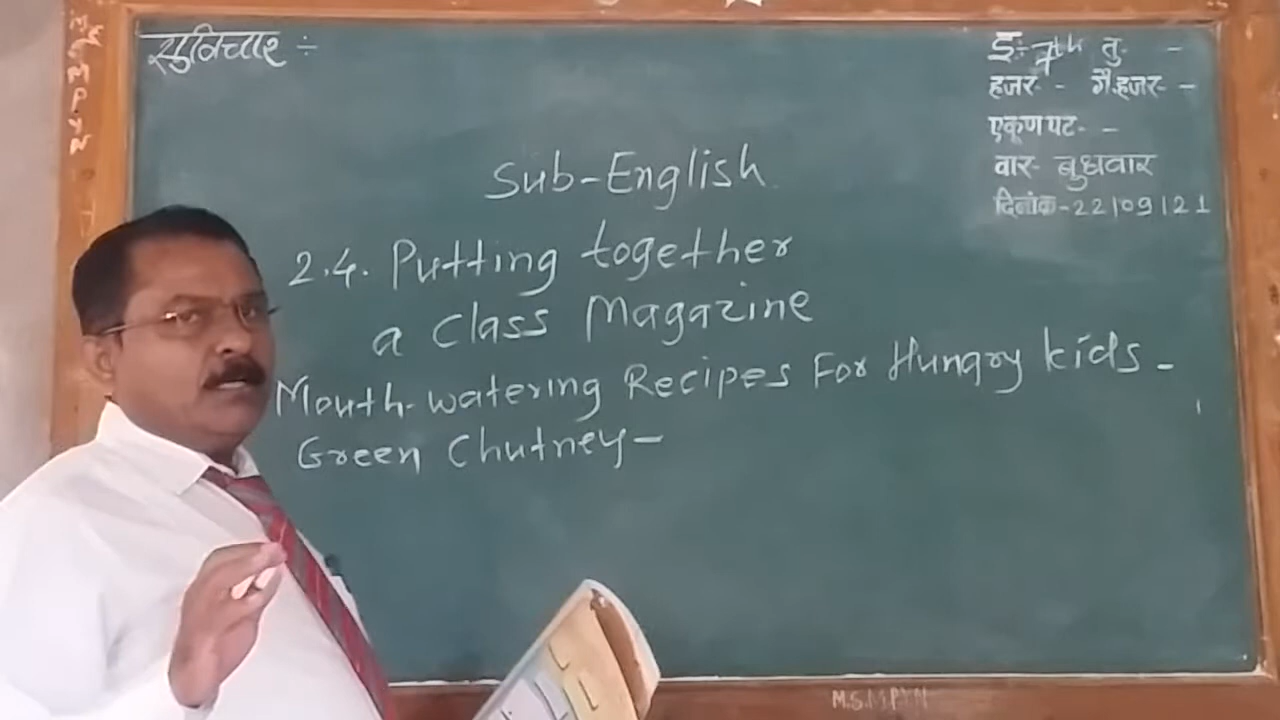 सुविचार ÷
इ÷ 7th तु. -
हजर- - गैरहजर- -
एकूण पट- -
वार- बुधवार
दिनांक-22/09/21
Sub-English
2.4. Putting together
a Class Magazine
Mouth-watering Recipes For Hungry kids -
Green Chutney-